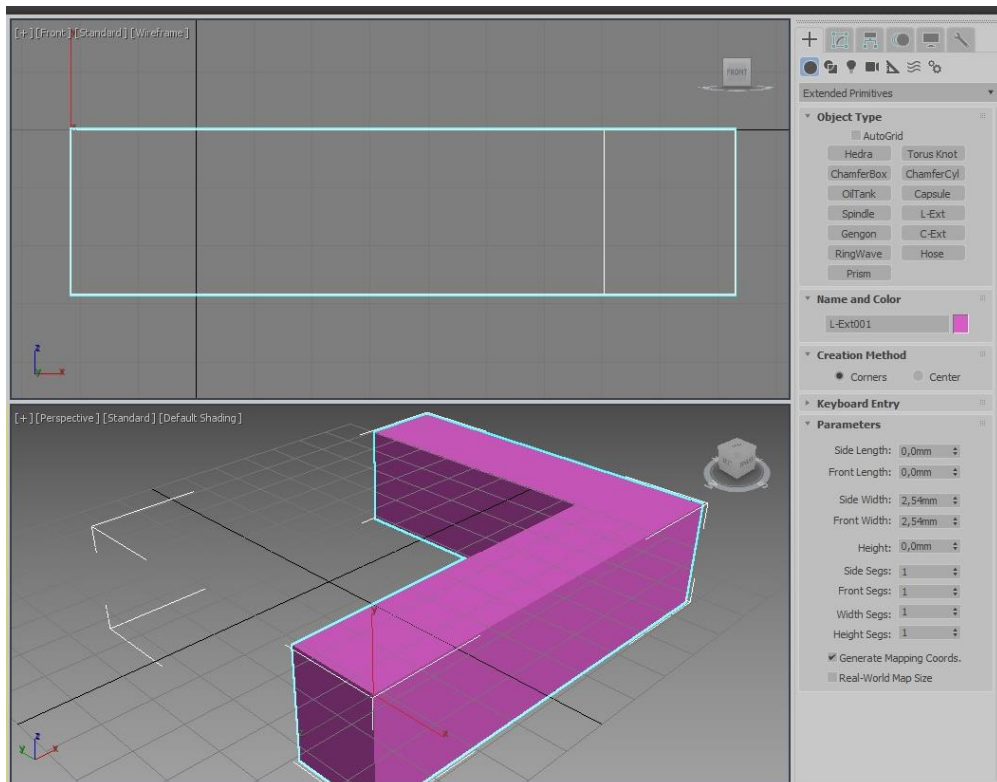 [+] [Front] [Standard] [Wireframe]
FRONT
z
y x
[+] [Perspective] [Standard] [Default Shading]
y
x
z
y x
Extended Primitives
Object Type
AutoGrid
Hedra Torus Knot
ChamferBox ChamferCyl
OilTank Capsule
Spindle L-Ext
Gengon C-Ext
RingWave Hose
Prism
Name and Color
L-Ext001
Creation Method
Corners Center
Keyboard Entry
Parameters
Side Length: 0,0mm
Front Length: 0,0mm
Side Width: 2,54mm
Front Width: 2,54mm
Height: 0,0mm
Side Segs: 1
Front Segs: 1
Width Segs: 1
Height Segs: 1
Generate Mapping Coords.
Real-World Map Size